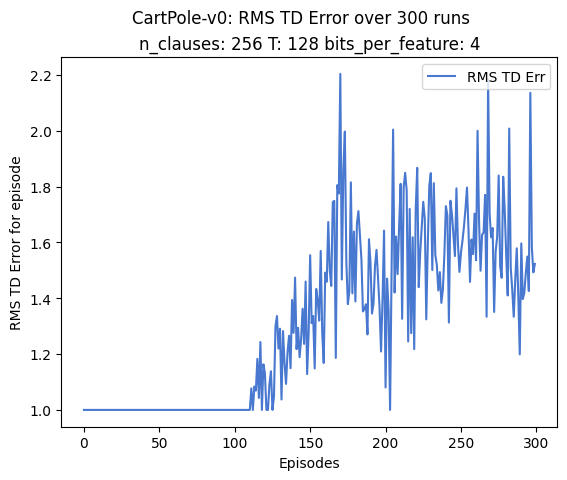 CartPole-v0: RMS TD Error over 300 runs
n_clauses: 256 T: 128 bits_per_feature: 4
RMS TD Err
RMS TD Error for episode
2.2
2.0
1.8
1.6
1.4
1.2
1.0
0 50 100 150 200 250 300
Episodes